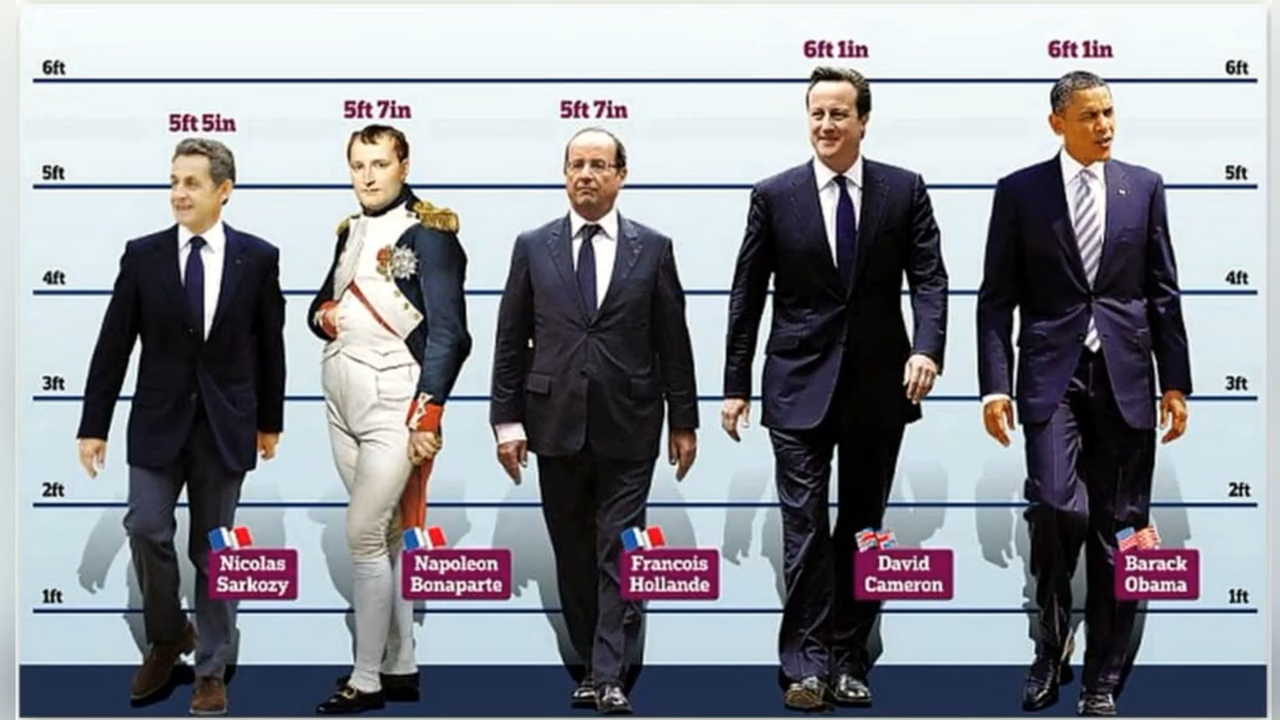 6ft 1in
6ft 1in
6ft
6ft
5ft 7in
5ft 7in
5ft 5in
5ft
5ft
4ft
4ft
3ft
3ft
2ft
2ft
Nicolas
Sarkozy
Napoleon
Bonaparte
Francois
Hollande
David
Cameron
Barack
Obama
1ft
1ft